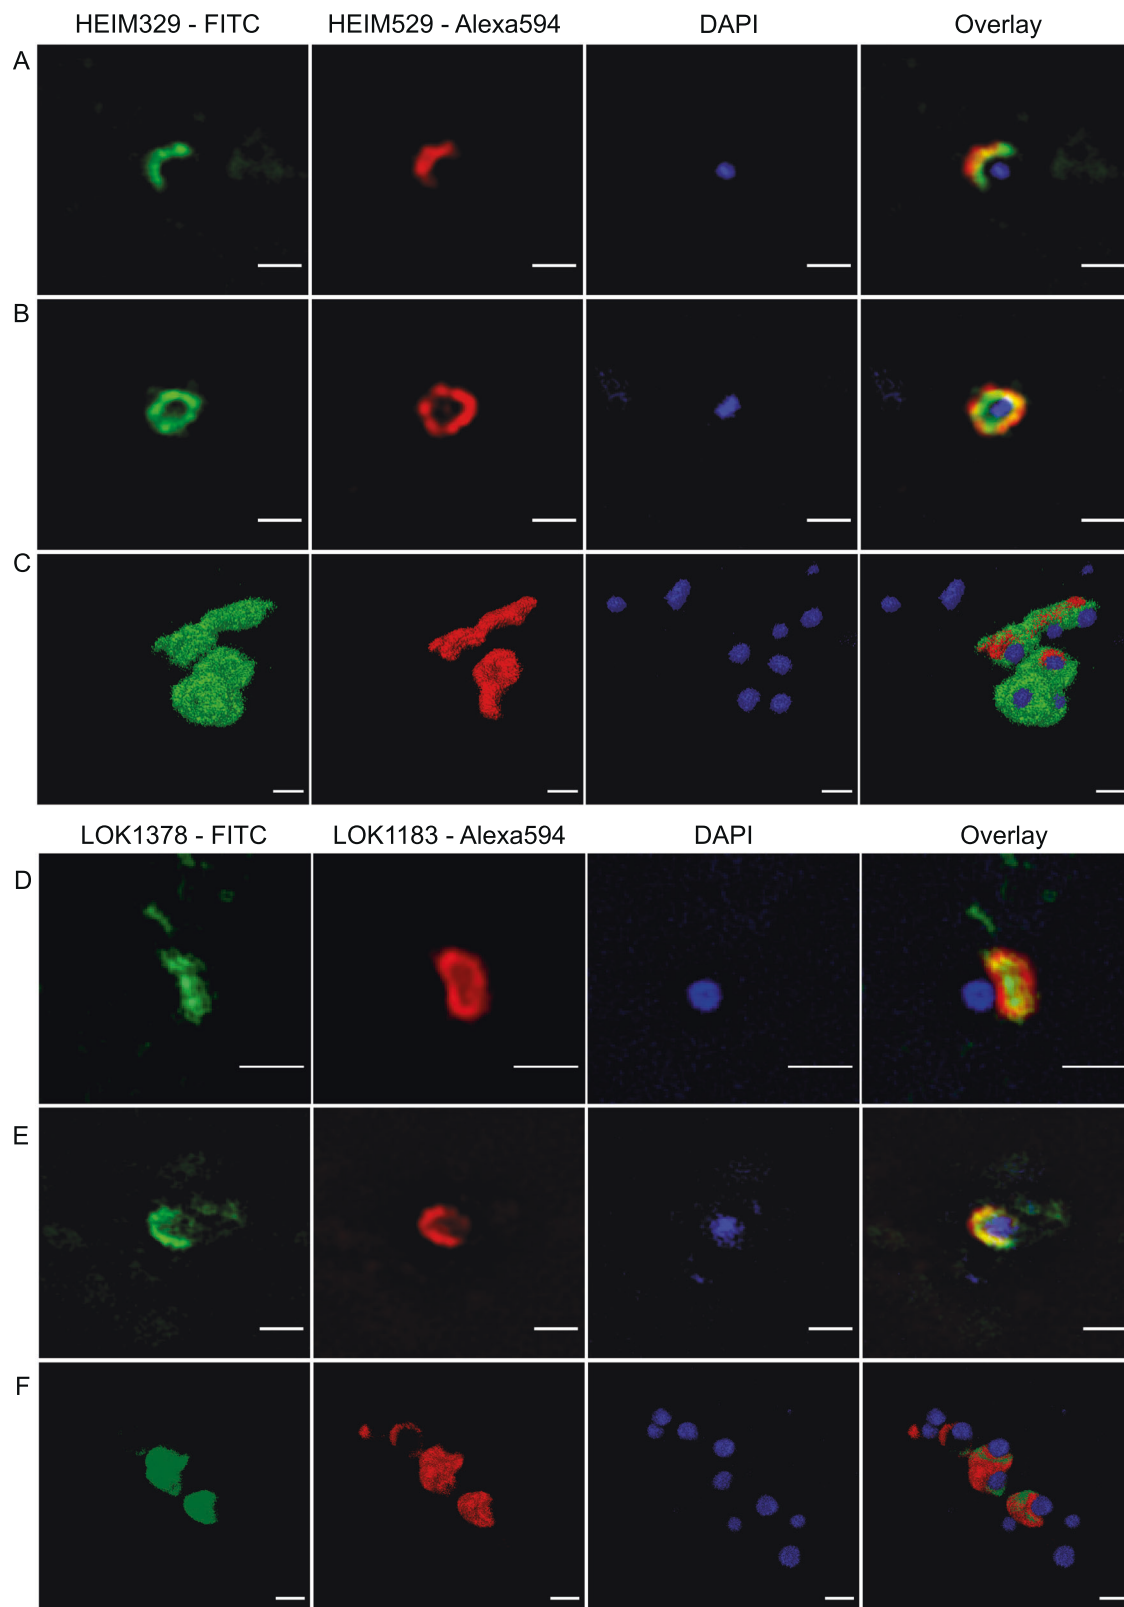 HEIM329 - FITC HEIM529 - Alexa594 DAPI Overlay
A
B
C
LOK1378 - FITC LOK1183 - Alexa594 DAPI Overlay
D
E
F